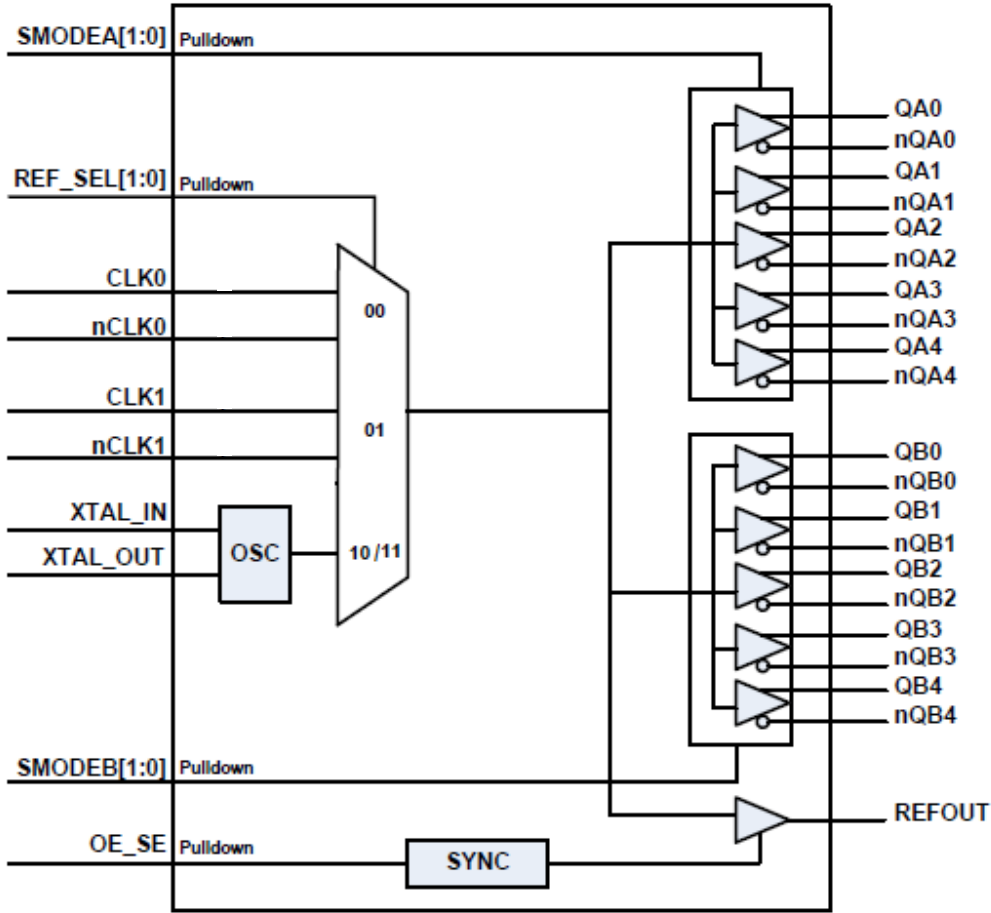 SMODEA[1:0] Pulldown
REF_SEL[1:0] Pulldown
CLK0
nCLK0
CLK1
nCLK1
XTAL_IN
XTAL_OUT
OSC
00
01
10 /11
SMODEB[1:0] Pulldown
OE_SE Pulldown
SYNC
QA0
nQA0
QA1
nQA1
QA2
nQA2
QA3
nQA3
QA4
nQA4
QB0
nQB0
QB1
nQB1
QB2
nQB2
QB3
nQB3
QB4
nQB4
REFOUT